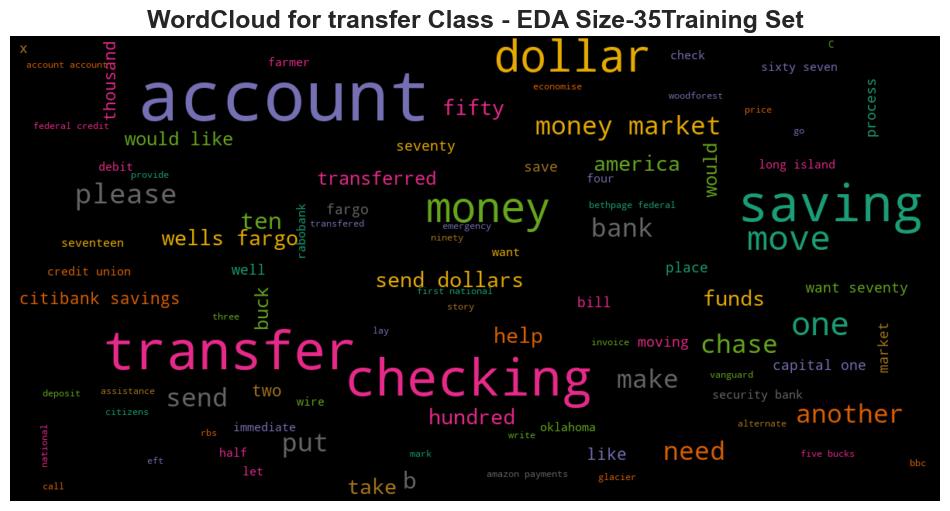 WordCloud for transfer Class - EDA Size-35Training Set
x
account account
thousand
farmer
dollar
check
sixty seven
C
account
economise
woodforest
process
fifty
price
federal credit
would like
money market
go
seventy
debit
provide
save
america
would
long island
transferred
four
please
fargo
money
bethpage federal
saving
ten
rabobank
transfered
emergency
bank
move
seventeen
wells fargo
ninety
want
credit union
well
send dollars
place
citibank savings
buck
first national
story
bill
funds
want seventy
three
lay
help
invoice
moving
chase
one
market
transfer
checking
make
capital one
vanguard
deposit
assistance
send
two
wire
security bank
citizens
hundred
another
national
rbs
immediate
put
write
oklahoma
alternate
half
like
need
five bucks
eft
let
mark
amazon payments
glacier
bbc
call
take
b